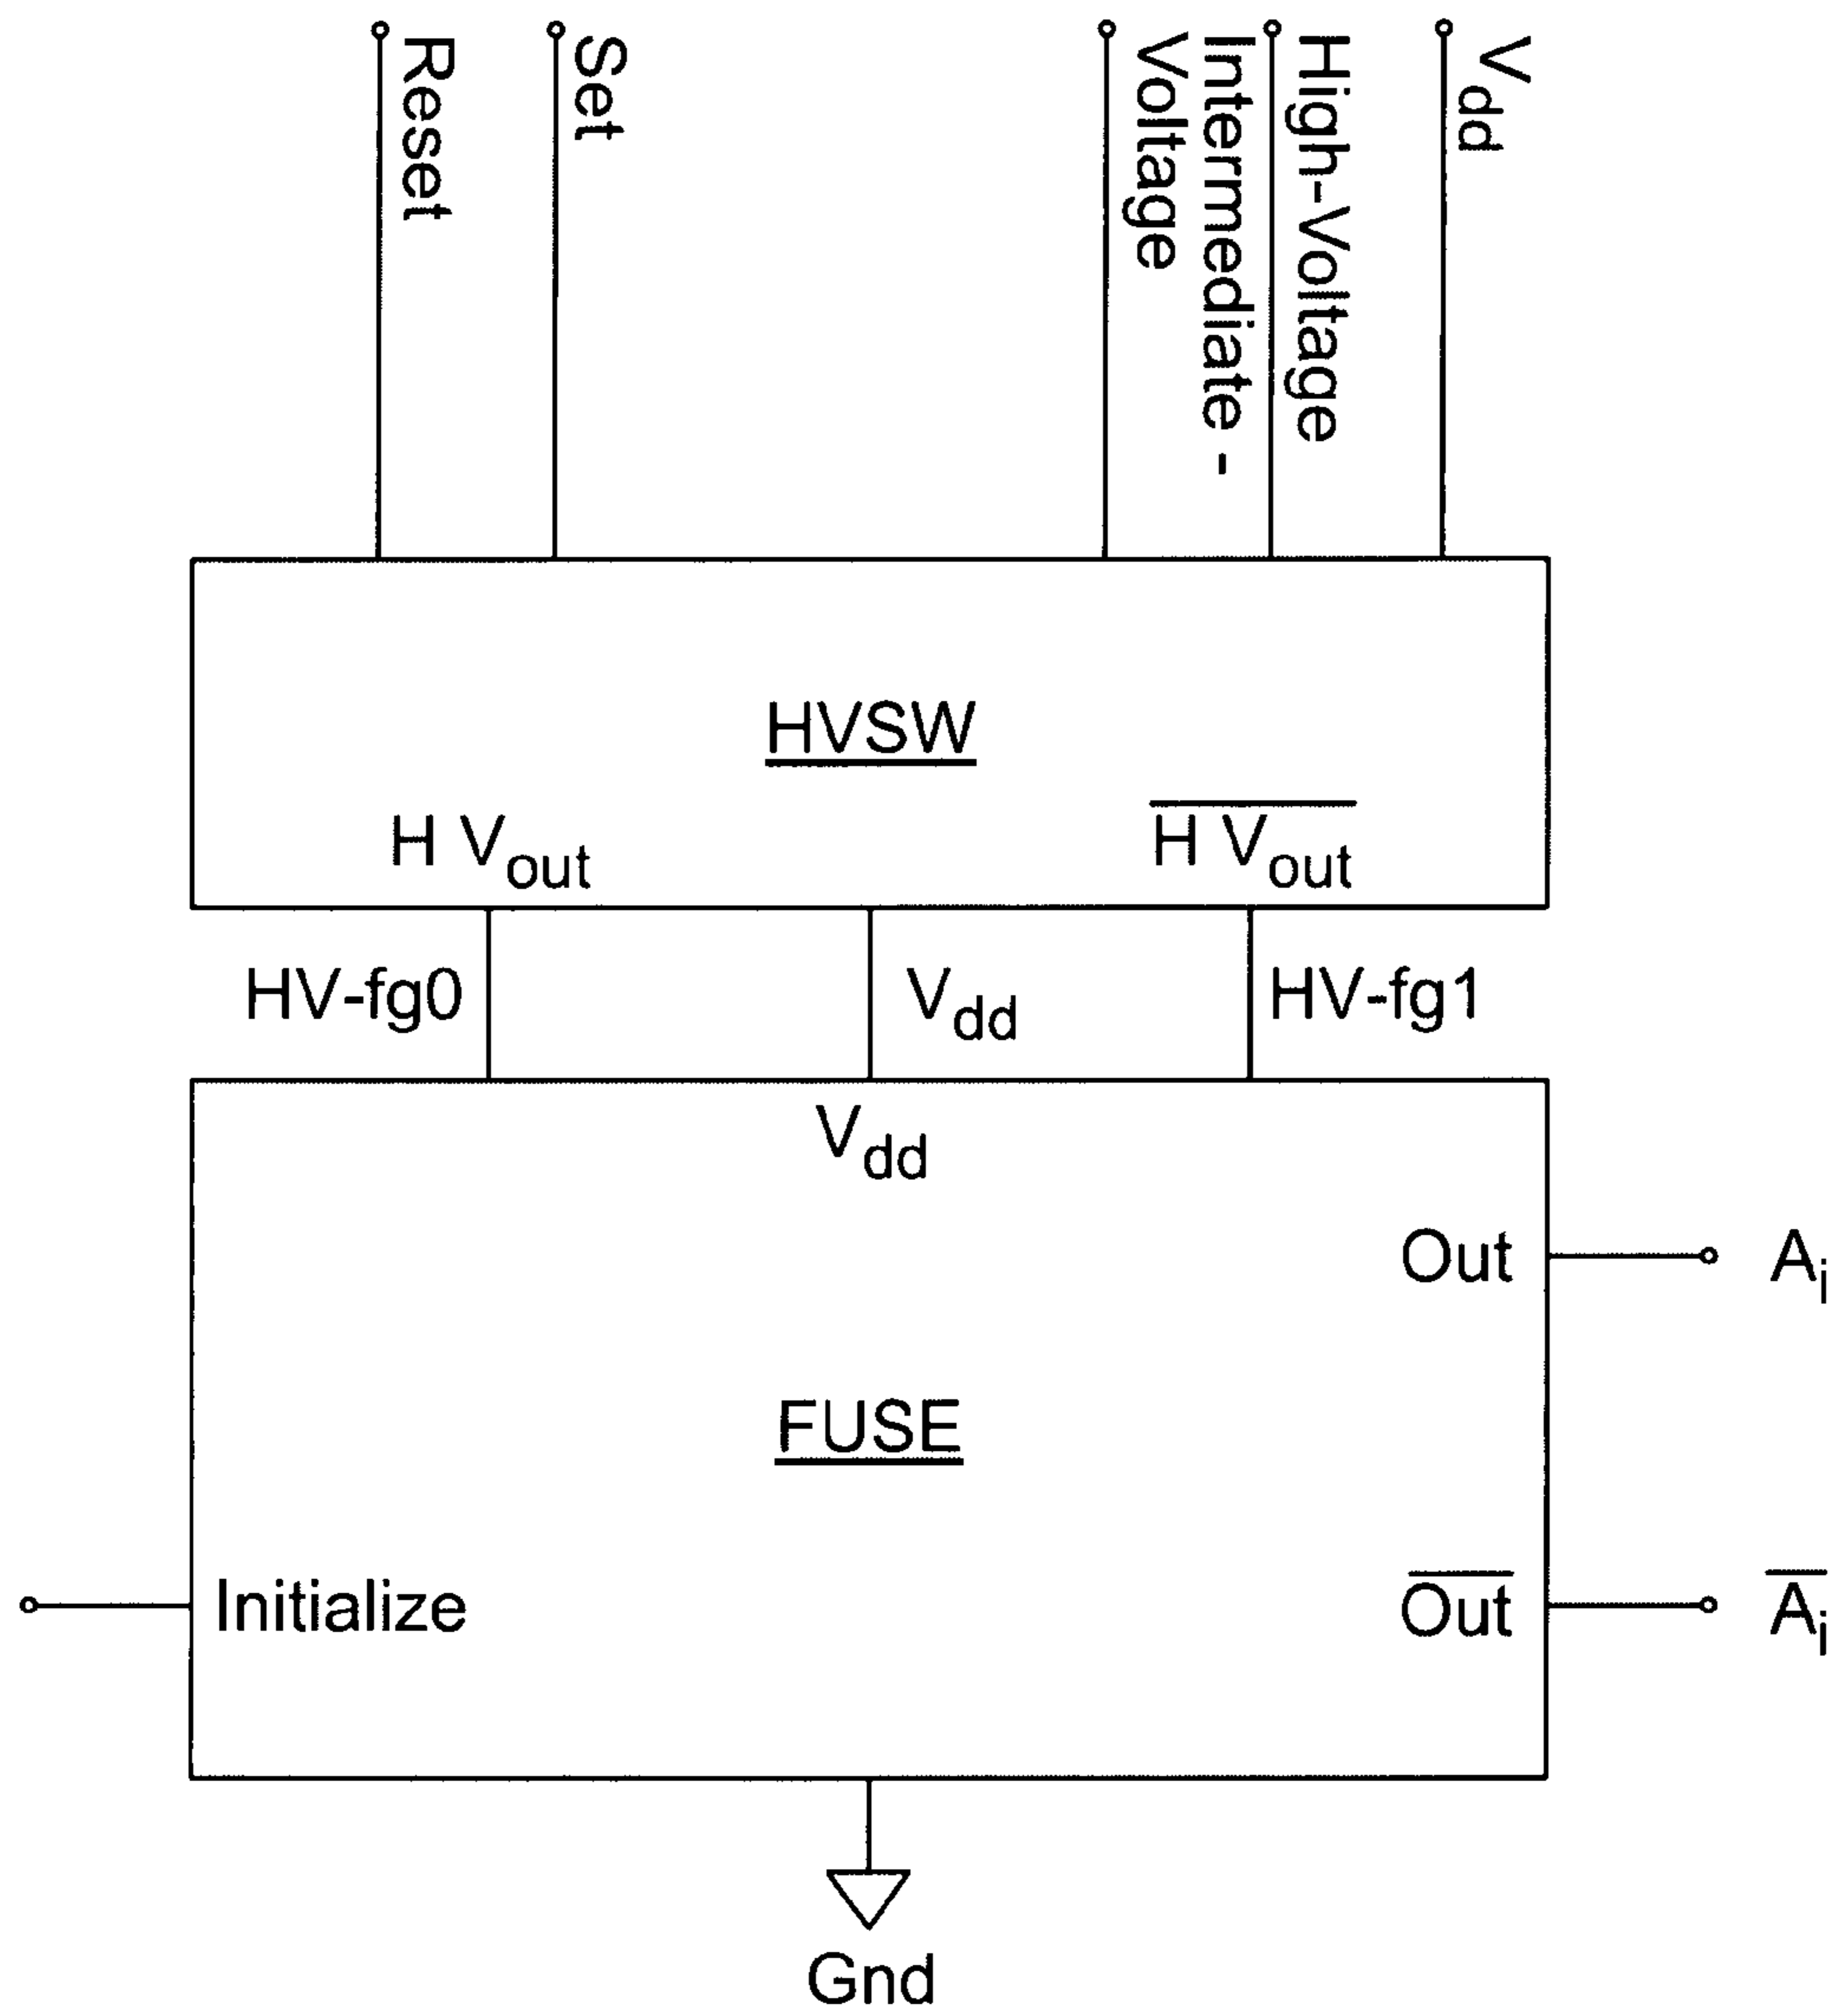 Reset
Set
Intermediate -
Voltage
High-Voltage
Vdd
HVSW
H Vout
H Vout
HV-fg0
Vdd
HV-fg1
Vdd
Out
Ai
FUSE
Initialize
Out
Ai
Gnd